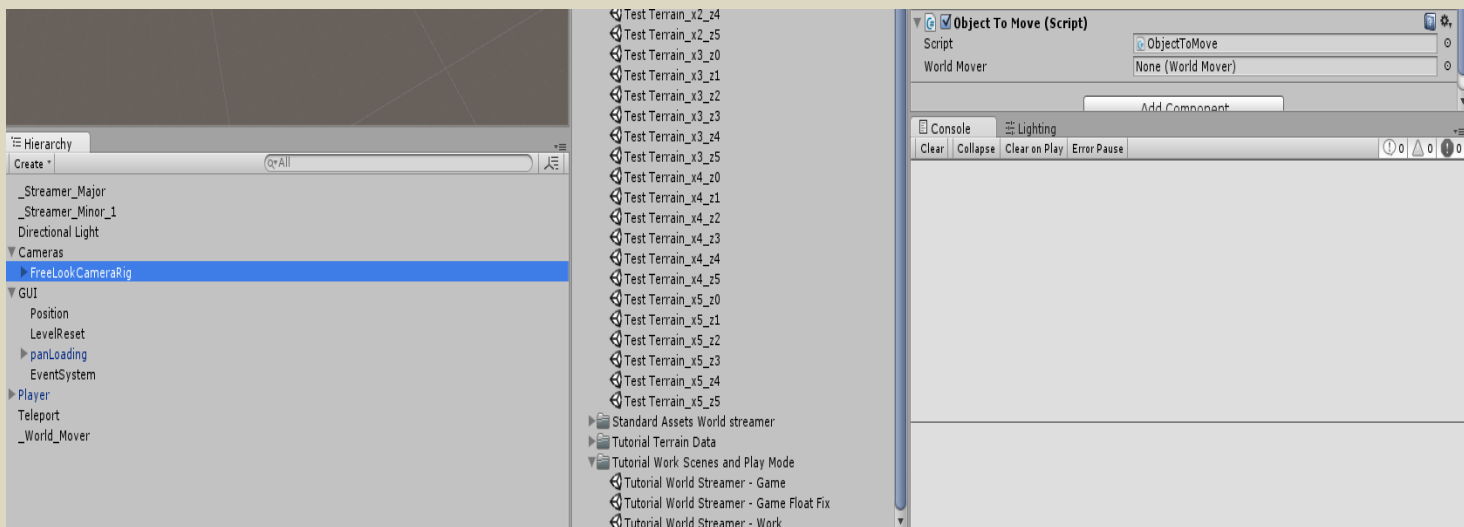 Hierarchy
Create
All
_Streamer_Major
_Streamer_Minor_1
Directional Light
Cameras
FreeLookCameraRig
GUI
Position
LevelReset
panLoading
EventSystem
Player
Teleport
_World_Mover
Test Terrain_x2_z4
Test Terrain_x2_z5
Test Terrain_x3_z0
Test Terrain_x3_z1
Test Terrain_x3_z2
Test Terrain_x3_z3
Test Terrain_x3_z4
Test Terrain_x3_z5
Test Terrain_x4_z0
Test Terrain_x4_z1
Test Terrain_x4_z2
Test Terrain_x4_z3
Test Terrain_x4_z4
Test Terrain_x4_z5
Test Terrain_x5_z0
Test Terrain_x5_z1
Test Terrain_x5_z2
Test Terrain_x5_z3
Test Terrain_x5_z4
Test Terrain_x5_z5
Standard Assets World streamer
Tutorial Terrain Data
Tutorial Work Scenes and Play Mode
Tutorial World Streamer - Game
Tutorial World Streamer - Game Float Fix
Tutorial World Streamer - Work
Object To Move (Script)
Script ObjectToMove
World Mover None (World Mover)
Add Component
Console Lighting
Clear Collapse Clear on Play Error Pause 0 0 0